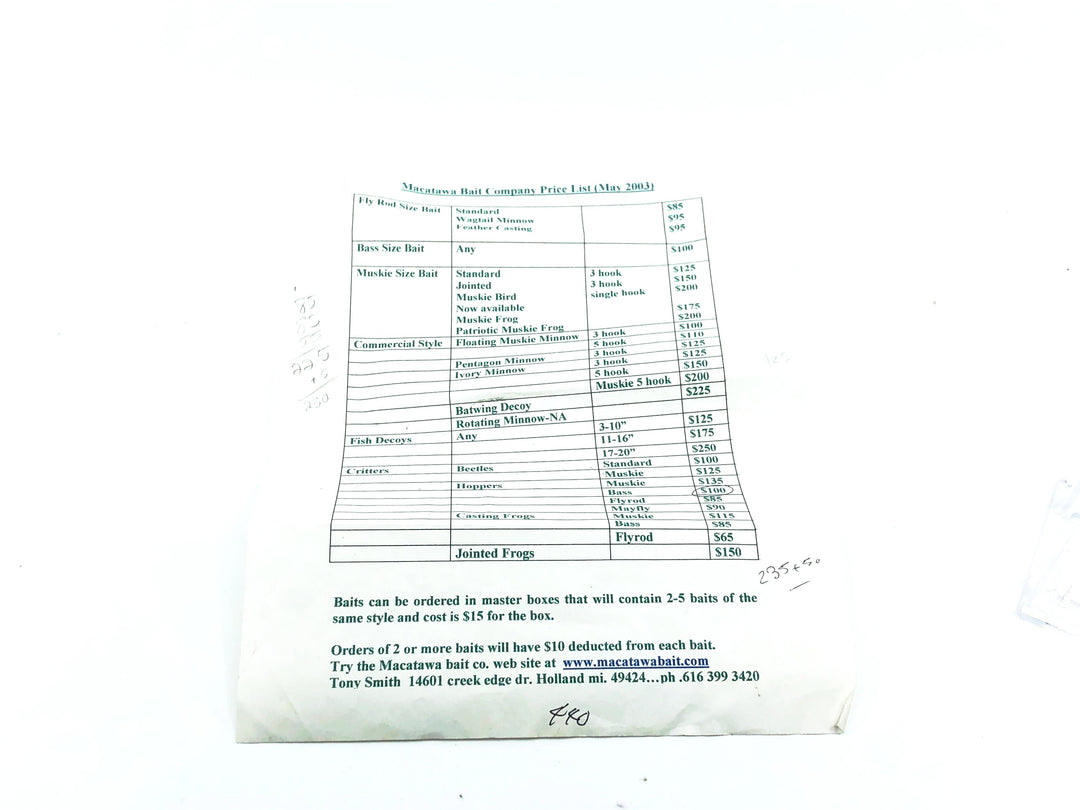 Macatawa Bait Company Price List (May 2003)
Fly Rod Size Bait Standard $85
Wagtail Minnow $95
Feather Casting $95
Bass Size Bait Any $100
Muskie Size Bait Standard 3 hook $125
Jointed 3 hook $150
Muskie Bird single hook $200
Now available
Muskie Frog $175
Patriotic Muskie Frog $200
Commercial Style Floating Muskie Minnow 3 hook $100
5 hook $110
Pentagon Minnow 3 hook $125
Ivory Minnow 3 hook $125
5 hook $150
Muskie 5 hook $200
$225
Batwing Decoy
Rotating Minnow-NA
Fish Decoys Any 3-10" $125
11-16" $175
17-20" $250
Critters Beetles Standard $100
Muskie $125
Hoppers Muskie $135
Bass $100
Flyrod $85
Mayfly $90
Casting Frogs Muskie $115
Bass $85
Flyrod $65
Jointed Frogs $150
235+50
Baits can be ordered in master boxes that will contain 2-5 baits of the
same style and cost is $15 for the box.
Orders of 2 or more baits will have $10 deducted from each bait.
Try the Macatawa bait co. web site at www.macatawabait.com
Tony Smith 14601 creek edge dr. Holland mi. 49424...ph .616 399 3420
440